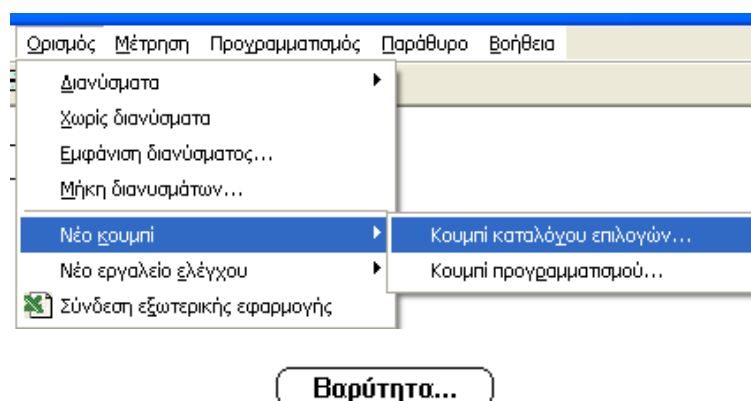 Ορισμός Μέτρηση Προγραμματισμός Παράθυρο Βοήθεια
Διανύσματα
Χωρίς διανύσματα
Εμφάνιση διανύσματος...
Μήκη διανυσμάτων...
Νέο κουμπί
Κουμπί καταλόγου επιλογών...
Νέο εργαλείο ελέγχου
Κουμπί προγραμματισμού...
Σύνδεση εξωτερικής εφαρμογής
Βαρύτητα...